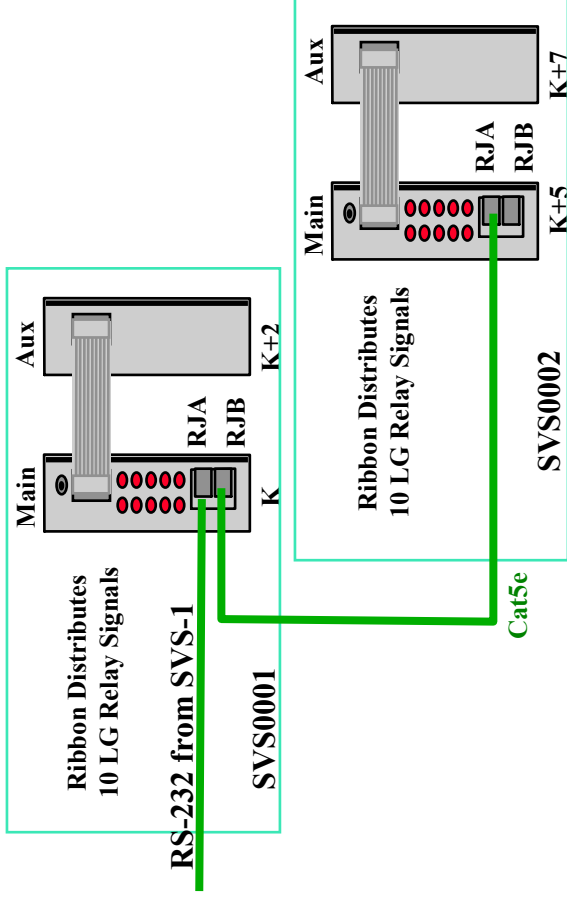 Main
Aux
Ribbon Distributes
10 LG Relay Signals
RJA
RJB
RS-232 from SVS-1
K
K+2
SVS0001
Main
Aux
Ribbon Distributes
10 LG Relay Signals
RJA
RJB
K+5
K+7
SVS0002
Cat5e